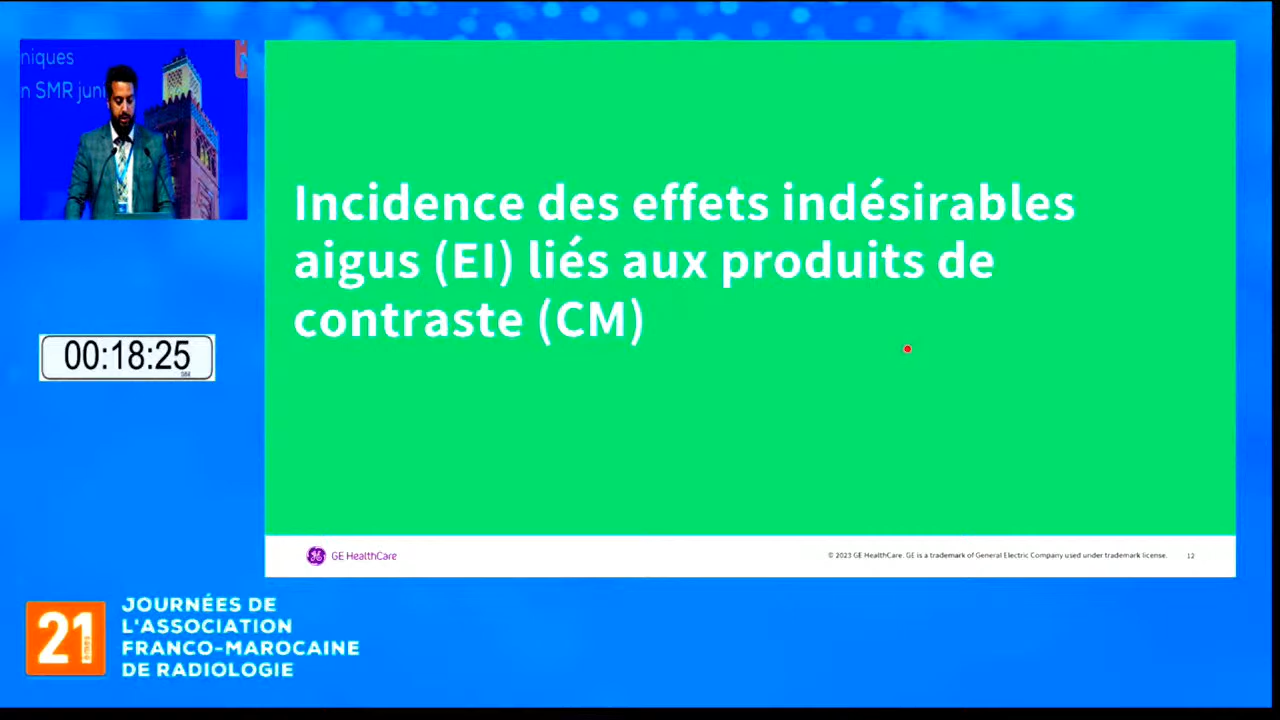 niques
n SMR juni
Incidence des effets indésirables
aigus (EI) liés aux produits de
contraste (CM)
00:18:25
GE HealthCare
© 2023 GE HealthCare. GE is a trademark of General Electric Company used under trademark license.
12
21
èmes
JOURNÉES DE
L'ASSOCIATION
FRANCO-MAROCAINE
DE RADIOLOGIE